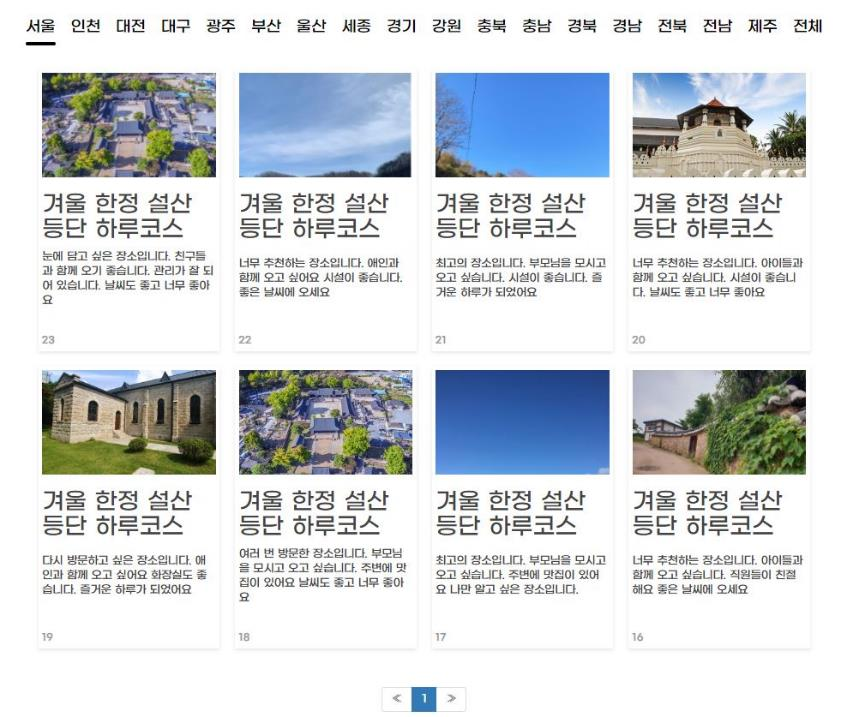 서울 인천 대전 대구 광주 부산 울산 세종 경기 강원 충북 충남 경북 경남 전북 전남 제주 전체
겨울 한정 설산
등단 하루코스
눈에 담고 싶은 장소입니다. 친구들
과 함께 오기 좋습니다. 관리가 잘 되
어 있습니다. 날씨도 좋고 너무 좋아
요
23
겨울 한정 설산
등단 하루코스
너무 추천하는 장소입니다. 애인과
함께 오고 싶어요 시설이 좋습니다.
좋은 날씨에 오세요
22
겨울 한정 설산
등단 하루코스
최고의 장소입니다. 부모님을 모시고
오고 싶습니다. 시설이 좋습니다. 즐
거운 하루가 되었어요
21
겨울 한정 설산
등단 하루코스
너무 추천하는 장소입니다. 아이들과
함께 오고 싶습니다. 시설이 좋습니
다. 날씨도 좋고 너무 좋아요
20
겨울 한정 설산
등단 하루코스
다시 방문하고 싶은 장소입니다. 애
인과 함께 오고 싶어요 화장실도 좋
습니다. 즐거운 하루가 되었어요
19
겨울 한정 설산
등단 하루코스
여러 번 방문한 장소입니다. 부모님
을 모시고 오고 싶습니다. 주변에 맛
집이 있어요 날씨도 좋고 너무 좋아
요
18
겨울 한정 설산
등단 하루코스
최고의 장소입니다. 부모님을 모시고
오고 싶습니다. 주변에 맛집이 있어
요 나만 알고 싶은 장소입니다.
17
겨울 한정 설산
등단 하루코스
너무 추천하는 장소입니다. 아이들과
함께 오고 싶습니다. 직원들이 친절
해요 좋은 날씨에 오세요
16
≪ 1 ≫